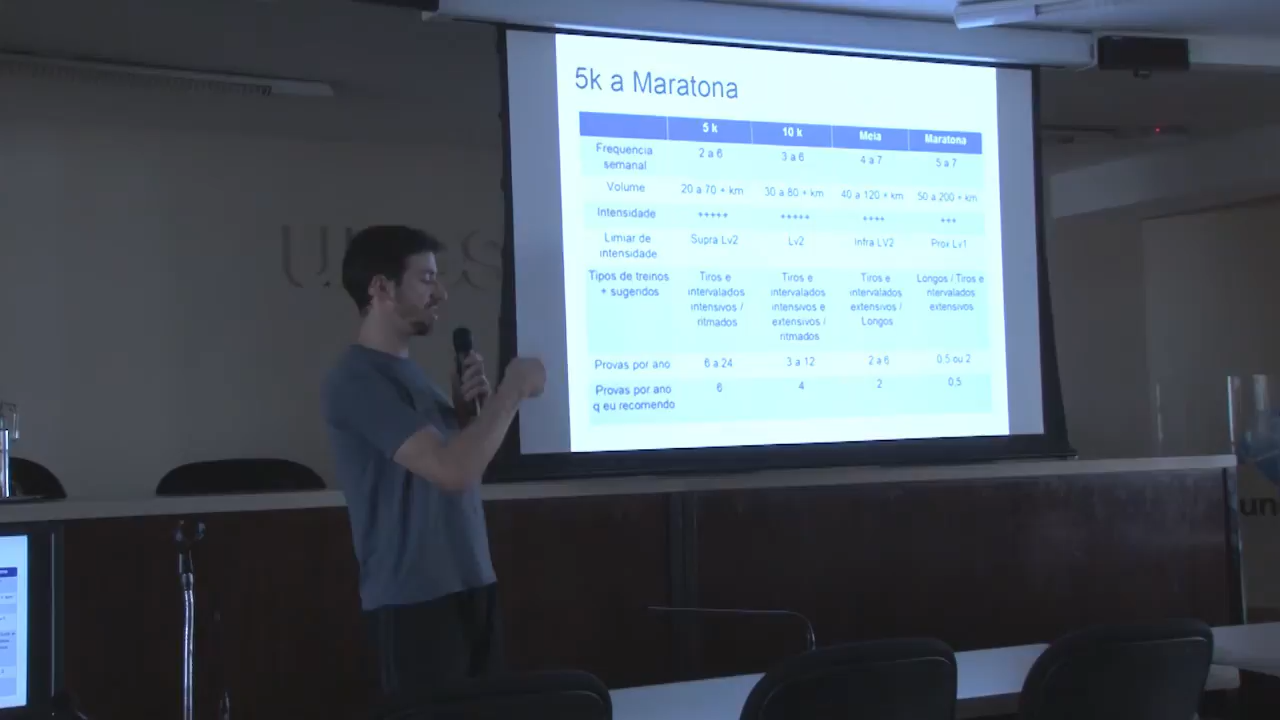 5k a Maratona
5 k 10 k Meia Maratona
Frequencia semanal 2 a 6 3 a 6 4 a 7 5 a 7
Volume 20 a 70 + km 30 a 80 + km 40 a 120 + km 50 a 200 + km
Intensidade +++++ +++++ ++++ +++
Limiar de intensidade Supra Lv2 Lv2 Infra LV2 Prox Lv1
Tipos de treinos + sugeridos
Tiros e intervalados intensivos / ritmados
Tiros e intervalados intensivos e extensivos / ritmados
Tiros e intervalados extensivos / Longos
Longos / Tiros e ntervalados extensivos
Provas por ano 6 a 24 3 a 12 2 a 6 0,5 ou 2
Provas por ano q eu recomendo 6 4 2 0,5
un